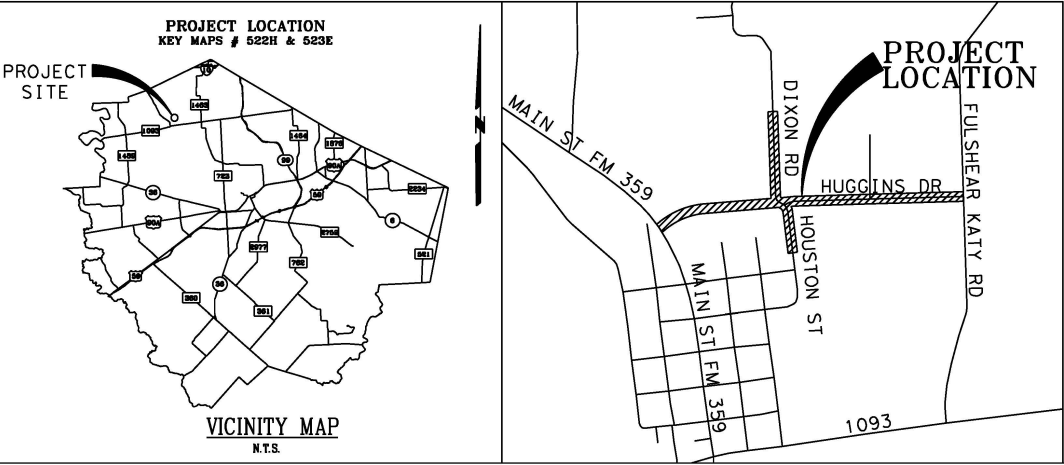 PROJECT LOCATION
KEY MAPS # 522H & 523E
PROJECT
SITE
10
1463
1093
1489
1464
1876
99
90A
723
59
36
2234
90A
6
2977
2759
762
521
59
36
360
361
VICINITY MAP
N.T.S.
N
PROJECT
LOCATION
MAIN ST FM 359
DIXON RD
FULSHEAR KATY RD
HUGGINS DR
HOUSTON ST
MAIN ST FM 359
1093